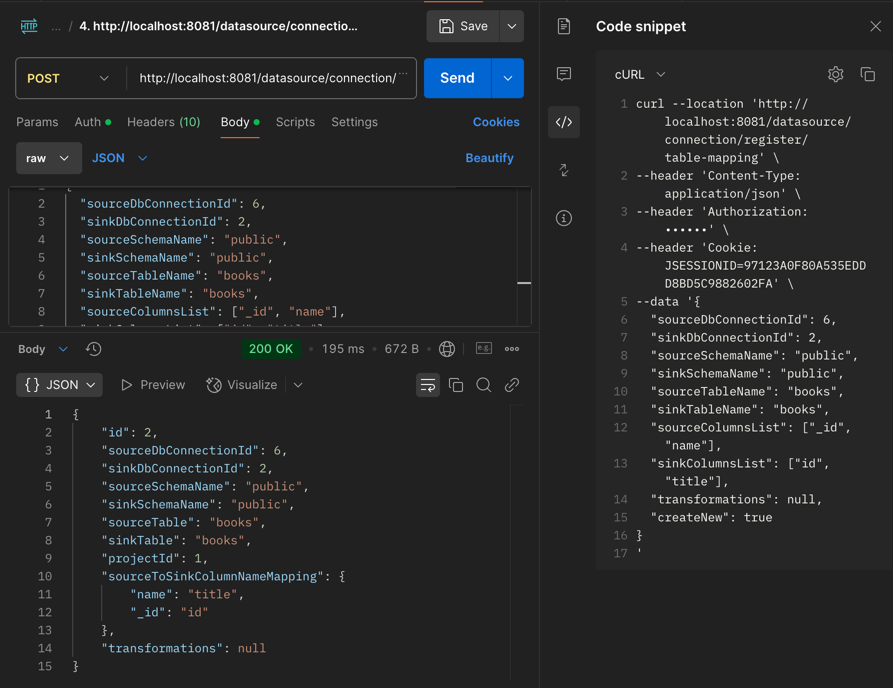 HTTP ... / 4. http://localhost:8081/datasource/connectio... Save
POST http://localhost:8081/datasource/connection/... Send
Params Auth Headers (10) Body Scripts Settings Cookies
raw JSON Beautify
2 "sourceDbConnectionId": 6,
3 "sinkDbConnectionId": 2,
4 "sourceSchemaName": "public",
5 "sinkSchemaName": "public",
6 "sourceTableName": "books",
7 "sinkTableName": "books",
8 "sourceColumnsList": ["_id", "name"],
Body 200 OK • 195 ms • 672 B • e.g.
{} JSON Preview Visualize
1 {
2 "id": 2,
3 "sourceDbConnectionId": 6,
4 "sinkDbConnectionId": 2,
5 "sourceSchemaName": "public",
6 "sinkSchemaName": "public",
7 "sourceTable": "books",
8 "sinkTable": "books",
9 "projectId": 1,
10 "sourceToSinkColumnNameMapping": {
11 "name": "title",
12 "_id": "id"
13 },
14 "transformations": null
15 }
Code snippet
cURL
1 curl --location 'http://
localhost:8081/datasource/
connection/register/
table-mapping' \
2 --header 'Content-Type:
application/json' \
3 --header 'Authorization:
••••••' \
4 --header 'Cookie:
JSESSIONID=97123A0F80A535EDD
D8BD5C9882602FA' \
5 --data '{
6 "sourceDbConnectionId": 6,
7 "sinkDbConnectionId": 2,
8 "sourceSchemaName": "public",
9 "sinkSchemaName": "public",
10 "sourceTableName": "books",
11 "sinkTableName": "books",
12 "sourceColumnsList": ["_id",
"name"],
13 "sinkColumnsList": ["id",
"title"],
14 "transformations": null,
15 "createNew": true
16 }
17 '